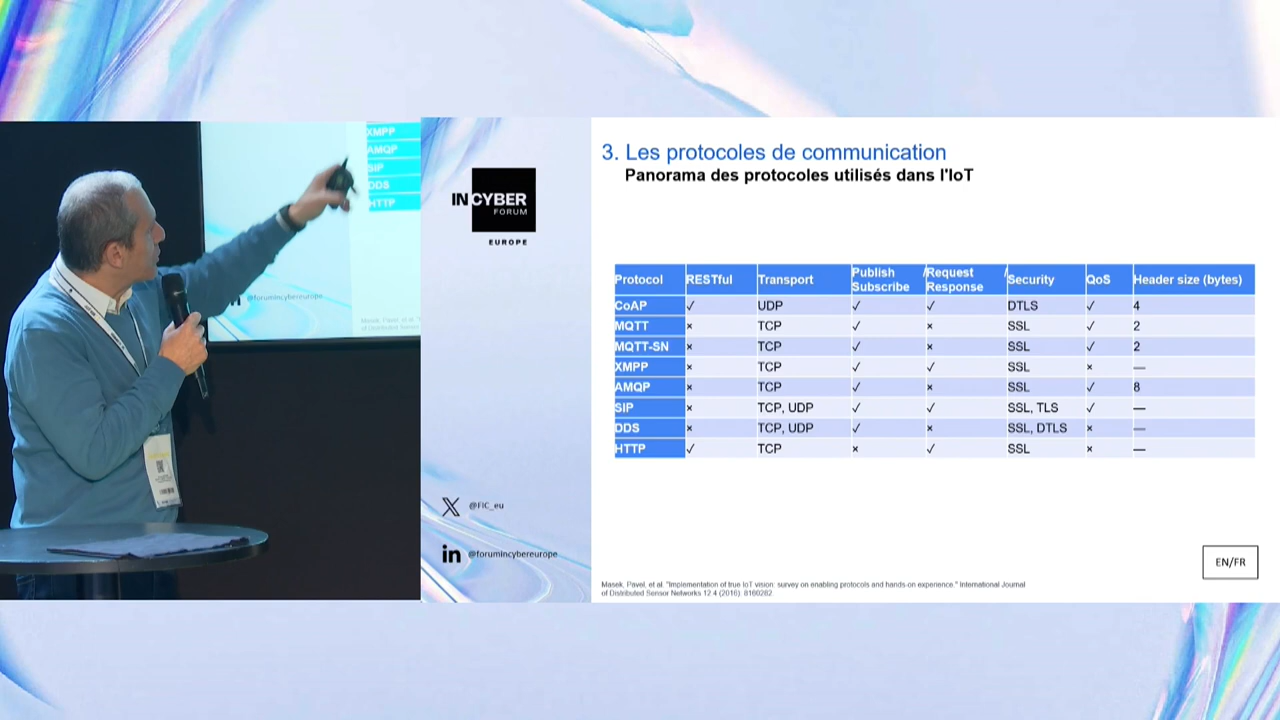 XMPP
AMQP
SIP
DDS
HTTP
@forumincybereurope
IN CYBER
FORUM
EUROPE
@FIC_eu
in @forumincybereurope
3. Les protocoles de communication
Panorama des protocoles utilisés dans l'IoT
Protocol RESTful Transport Publish / Subscribe Request / Response Security QoS Header size (bytes)
CoAP ✓ UDP ✓ ✓ DTLS ✓ 4
MQTT × TCP ✓ × SSL ✓ 2
MQTT-SN × TCP ✓ × SSL ✓ 2
XMPP × TCP ✓ ✓ SSL × —
AMQP × TCP ✓ × SSL ✓ 8
SIP × TCP, UDP ✓ ✓ SSL, TLS ✓ —
DDS × TCP, UDP ✓ × SSL, DTLS × —
HTTP ✓ TCP × ✓ SSL × —
EN/FR
Masek, Pavel, et al. "Implementation of true IoT vision: survey on enabling protocols and hands-on experience." International Journal
of Distributed Sensor Networks 12.4 (2016): 8160282.